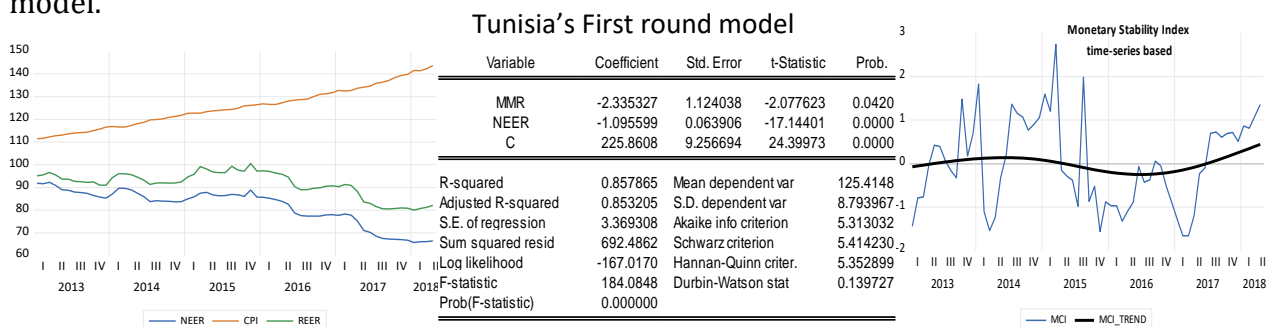 model.
150
140
130
120
110
100
90
80
70
60
I II III IV I II III IV I II III IV I II III IV I II III IV I II
2013 2014 2015 2016 2017 2018
NEER CPI REER
Tunisia’s First round model
Variable Coefficient Std. Error t-Statistic Prob.
MMR -2.335327 1.124038 -2.077623 0.0420
NEER -1.095599 0.063906 -17.14401 0.0000
C 225.8608 9.256694 24.39973 0.0000
R-squared 0.857865 Mean dependent var 125.4148
Adjusted R-squared 0.853205 S.D. dependent var 8.793967
S.E. of regression 3.369308 Akaike info criterion 5.313032
Sum squared resid 692.4862 Schwarz criterion 5.414230
Log likelihood -167.0170 Hannan-Quinn criter. 5.352899
F-statistic 184.0848 Durbin-Watson stat 0.139727
Prob(F-statistic) 0.000000
Monetary Stability Index
time-series based
3
2
1
0
-1
-2
I II III IV I II III IV I II III IV I II III IV I II III IV I II
2013 2014 2015 2016 2017 2018
MCI MCI_TREND